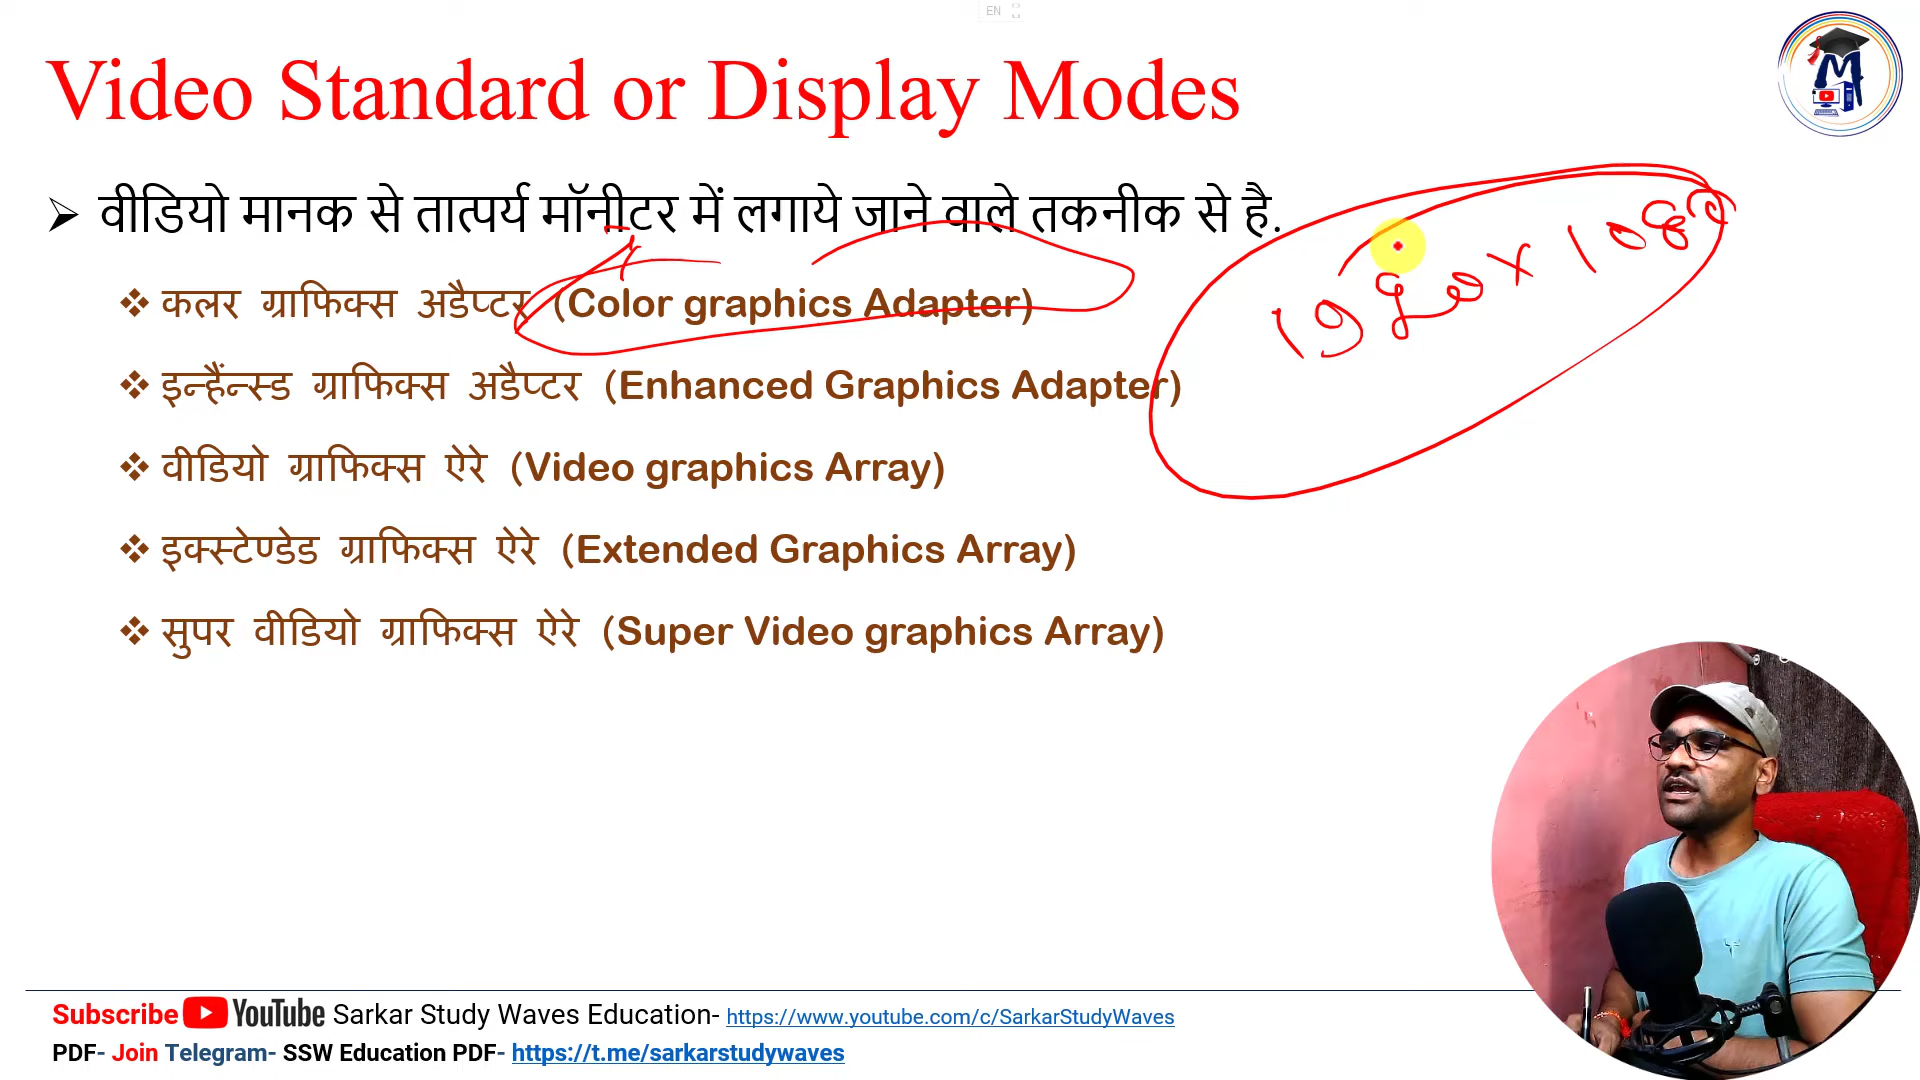 EN
Video Standard or Display Modes
➢ वीडियो मानक से तात्पर्य मॉनीटर में लगाये जाने वाले तकनीक से है.
❖ कलर ग्राफिक्स अडैप्टर (Color graphics Adapter)
1920 x 1080
❖ इन्हैंन्स्ड ग्राफिक्स अडैप्टर (Enhanced Graphics Adapter)
❖ वीडियो ग्राफिक्स ऐरे (Video graphics Array)
❖ इक्स्टेण्डेड ग्राफिक्स ऐरे (Extended Graphics Array)
❖ सुपर वीडियो ग्राफिक्स ऐरे (Super Video graphics Array)
Subscribe YouTube Sarkar Study Waves Education- https://www.youtube.com/c/SarkarStudyWaves
PDF- Join Telegram- SSW Education PDF- https://t.me/sarkarstudywaves